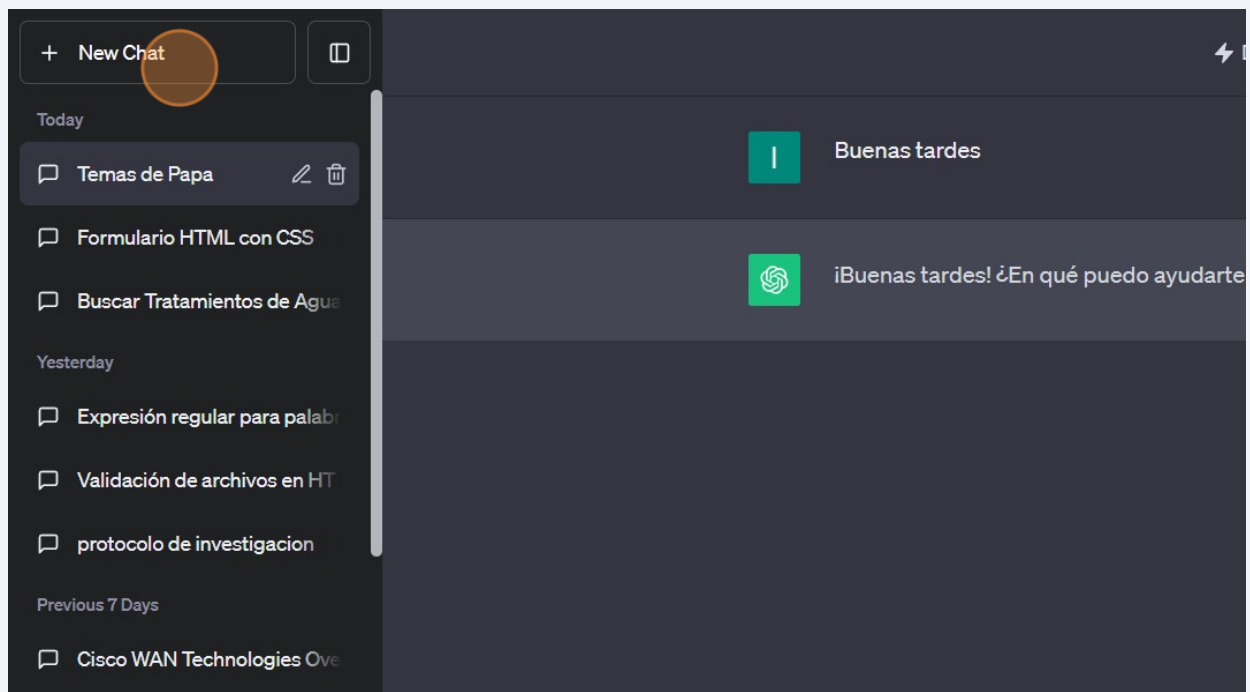 New Chat
Today
Temas de Papa
Formulario HTML con CSS
Buscar Tratamientos de Agua
Yesterday
Expresión regular para palabr
Validación de archivos en HT
protocolo de investigacion
Previous 7 Days
Cisco WAN Technologies Ove
I
Buenas tardes
¡Buenas tardes! ¿En qué puedo ayudarte